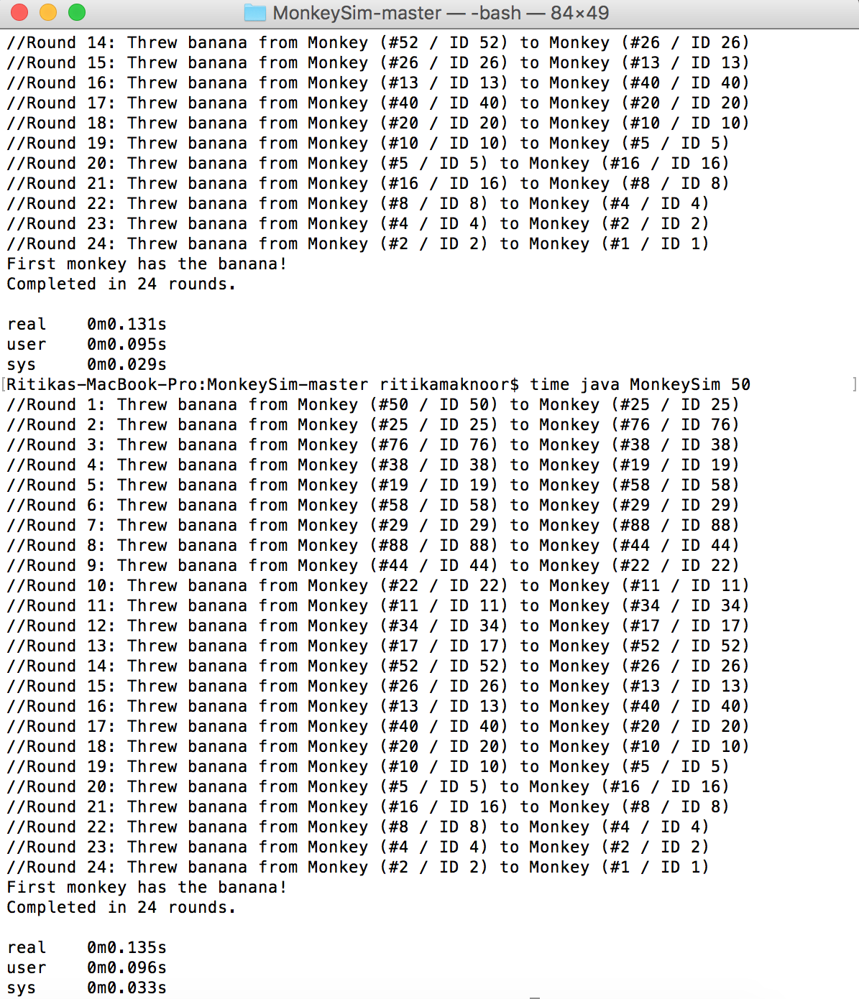 MonkeySim-master — -bash — 84×49
//Round 14: Threw banana from Monkey (#52 / ID 52) to Monkey (#26 / ID 26)
//Round 15: Threw banana from Monkey (#26 / ID 26) to Monkey (#13 / ID 13)
//Round 16: Threw banana from Monkey (#13 / ID 13) to Monkey (#40 / ID 40)
//Round 17: Threw banana from Monkey (#40 / ID 40) to Monkey (#20 / ID 20)
//Round 18: Threw banana from Monkey (#20 / ID 20) to Monkey (#10 / ID 10)
//Round 19: Threw banana from Monkey (#10 / ID 10) to Monkey (#5 / ID 5)
//Round 20: Threw banana from Monkey (#5 / ID 5) to Monkey (#16 / ID 16)
//Round 21: Threw banana from Monkey (#16 / ID 16) to Monkey (#8 / ID 8)
//Round 22: Threw banana from Monkey (#8 / ID 8) to Monkey (#4 / ID 4)
//Round 23: Threw banana from Monkey (#4 / ID 4) to Monkey (#2 / ID 2)
//Round 24: Threw banana from Monkey (#2 / ID 2) to Monkey (#1 / ID 1)
First monkey has the banana!
Completed in 24 rounds.
real 0m0.131s
user 0m0.095s
sys 0m0.029s
[Ritikas-MacBook-Pro:MonkeySim-master ritikamaknoor$ time java MonkeySim 50 ]
//Round 1: Threw banana from Monkey (#50 / ID 50) to Monkey (#25 / ID 25)
//Round 2: Threw banana from Monkey (#25 / ID 25) to Monkey (#76 / ID 76)
//Round 3: Threw banana from Monkey (#76 / ID 76) to Monkey (#38 / ID 38)
//Round 4: Threw banana from Monkey (#38 / ID 38) to Monkey (#19 / ID 19)
//Round 5: Threw banana from Monkey (#19 / ID 19) to Monkey (#58 / ID 58)
//Round 6: Threw banana from Monkey (#58 / ID 58) to Monkey (#29 / ID 29)
//Round 7: Threw banana from Monkey (#29 / ID 29) to Monkey (#88 / ID 88)
//Round 8: Threw banana from Monkey (#88 / ID 88) to Monkey (#44 / ID 44)
//Round 9: Threw banana from Monkey (#44 / ID 44) to Monkey (#22 / ID 22)
//Round 10: Threw banana from Monkey (#22 / ID 22) to Monkey (#11 / ID 11)
//Round 11: Threw banana from Monkey (#11 / ID 11) to Monkey (#34 / ID 34)
//Round 12: Threw banana from Monkey (#34 / ID 34) to Monkey (#17 / ID 17)
//Round 13: Threw banana from Monkey (#17 / ID 17) to Monkey (#52 / ID 52)
//Round 14: Threw banana from Monkey (#52 / ID 52) to Monkey (#26 / ID 26)
//Round 15: Threw banana from Monkey (#26 / ID 26) to Monkey (#13 / ID 13)
//Round 16: Threw banana from Monkey (#13 / ID 13) to Monkey (#40 / ID 40)
//Round 17: Threw banana from Monkey (#40 / ID 40) to Monkey (#20 / ID 20)
//Round 18: Threw banana from Monkey (#20 / ID 20) to Monkey (#10 / ID 10)
//Round 19: Threw banana from Monkey (#10 / ID 10) to Monkey (#5 / ID 5)
//Round 20: Threw banana from Monkey (#5 / ID 5) to Monkey (#16 / ID 16)
//Round 21: Threw banana from Monkey (#16 / ID 16) to Monkey (#8 / ID 8)
//Round 22: Threw banana from Monkey (#8 / ID 8) to Monkey (#4 / ID 4)
//Round 23: Threw banana from Monkey (#4 / ID 4) to Monkey (#2 / ID 2)
//Round 24: Threw banana from Monkey (#2 / ID 2) to Monkey (#1 / ID 1)
First monkey has the banana!
Completed in 24 rounds.
real 0m0.135s
user 0m0.096s
sys 0m0.033s